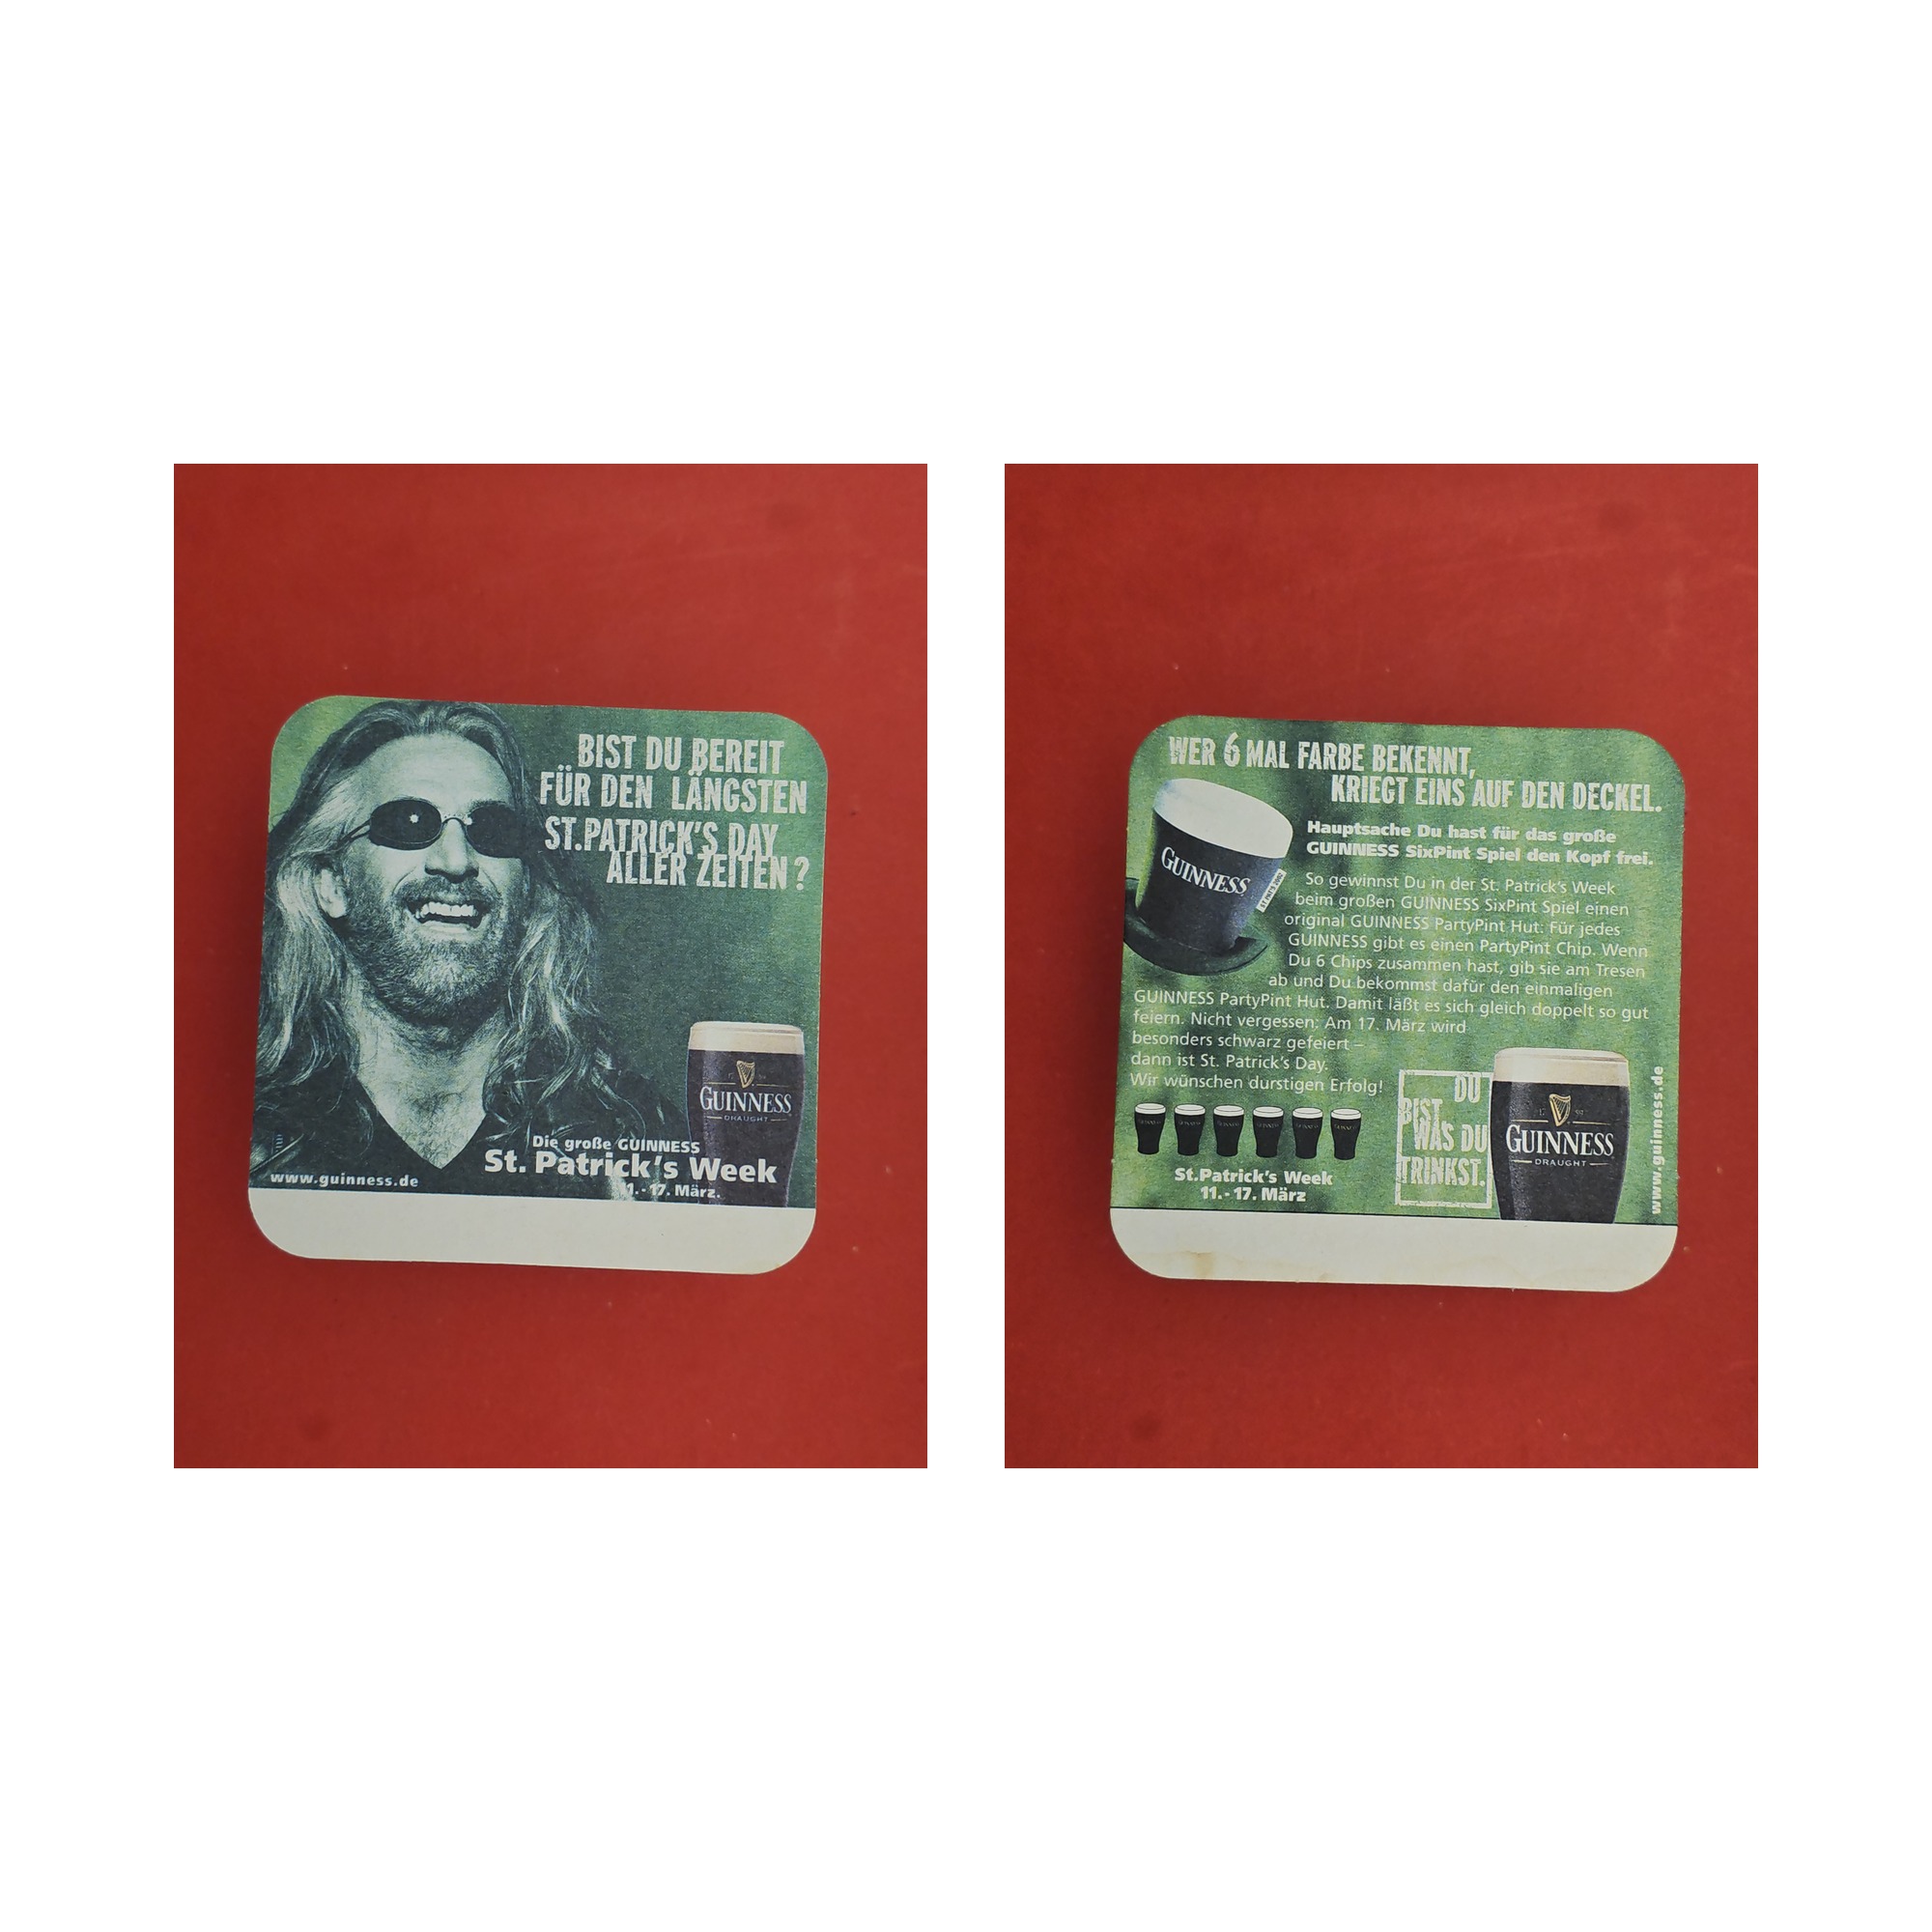 BIST DU BEREIT
FÜR DEN LÄNGSTEN
ST.PATRICK'S DAY
ALLER ZEITEN?
17 59
GUINNESS
DRAUGHT
Die große GUINNESS
St. Patrick's Week
11.-17. März.
www.guinness.de
WER 6 MAL FARBE BEKENNT,
KRIEGT EINS AUF DEN DECKEL.
Hauptsache Du hast für das große
GUINNESS SixPint Spiel den Kopf frei.
GUINNESS
So gewinnst Du in der St. Patrick's Week
beim großen GUINNESS SixPint Spiel einen
original GUINNESS PartyPint Hut: Für jedes
GUINNESS gibt es einen PartyPint Chip. Wenn
Du 6 Chips zusammen hast, gib sie am Tresen
ab und Du bekommst dafür den einmaligen
GUINNESS PartyPint Hut. Damit läßt es sich gleich doppelt so gut
feiern. Nicht vergessen: Am 17. März wird
besonders schwarz gefeiert –
dann ist St. Patrick's Day.
Wir wünschen durstigen Erfolg!
St.Patrick's Week
11.-17. März
DU
BIST,
WAS DU
TRINKST.
17 59
GUINNESS
DRAUGHT
www.guinness.de